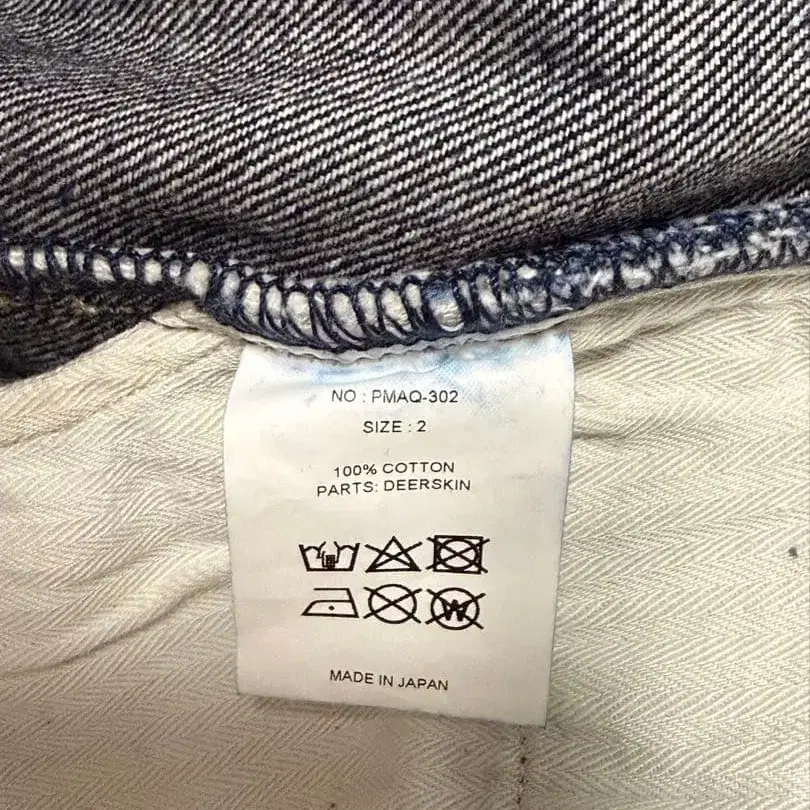 NO : PMAQ-302
SIZE : 2
100% COTTON
PARTS: DEERSKIN
W
MADE IN JAPAN